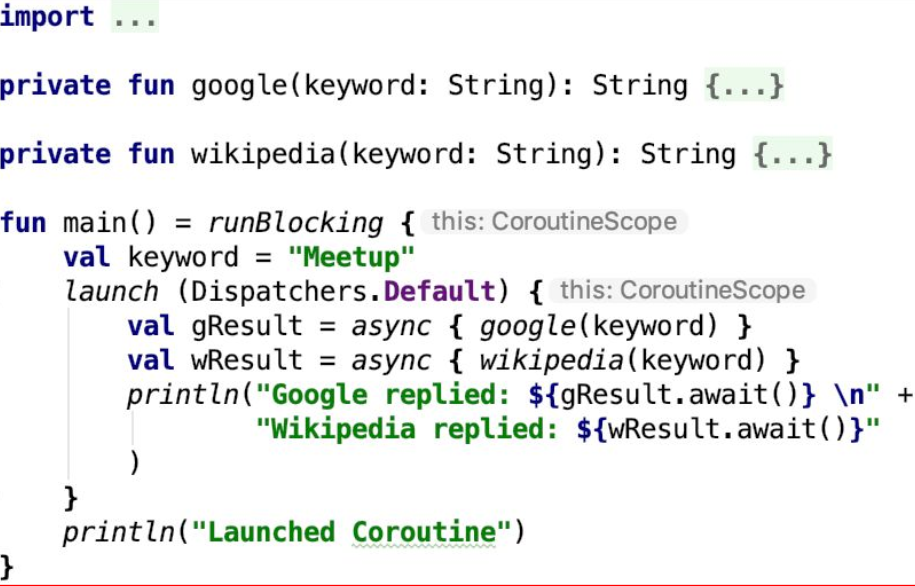 import ...
private fun google(keyword: String): String {...}
private fun wikipedia(keyword: String): String {...}
fun main() = runBlocking { this: CoroutineScope
    val keyword = "Meetup"
    launch (Dispatchers.Default) { this: CoroutineScope
        val gResult = async { google(keyword) }
        val wResult = async { wikipedia(keyword) }
        println("Google replied: ${gResult.await()} \n" +
                "Wikipedia replied: ${wResult.await()}"
        )
    }
    println("Launched Coroutine")
}